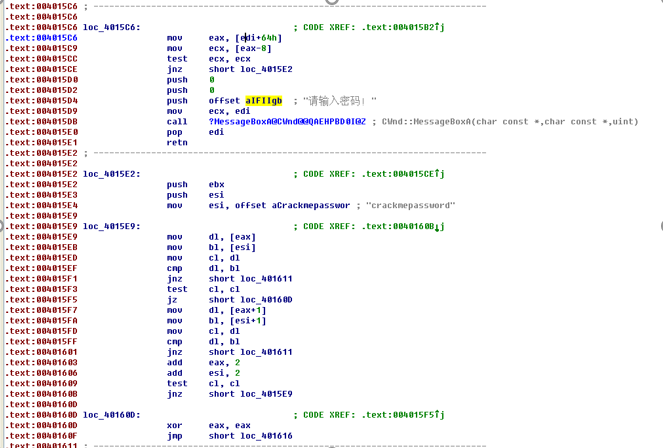 .text:004015C6 ; ---------------------------------------------------------------------------
.text:004015C6
.text:004015C6 loc_4015C6: ; CODE XREF: .text:004015B2↑j
.text:004015C6 mov eax, [edi+64h]
.text:004015C9 mov ecx, [eax-8]
.text:004015CC test ecx, ecx
.text:004015CE jnz short loc_4015E2
.text:004015D0 push 0
.text:004015D2 push 0
.text:004015D4 push offset aIFIIgb ; "请输入密码! "
.text:004015D9 mov ecx, edi
.text:004015DB call ?MessageBoxA@CWnd@@QAEHPBD0I@Z ; CWnd::MessageBoxA(char const *,char const *,uint)
.text:004015E0 pop edi
.text:004015E1 retn
.text:004015E2 ; ---------------------------------------------------------------------------
.text:004015E2
.text:004015E2 loc_4015E2: ; CODE XREF: .text:004015CE↑j
.text:004015E2 push ebx
.text:004015E3 push esi
.text:004015E4 mov esi, offset aCrackmepasswor ; "crackmepassword"
.text:004015E9
.text:004015E9 loc_4015E9: ; CODE XREF: .text:0040160B↓j
.text:004015E9 mov dl, [eax]
.text:004015EB mov bl, [esi]
.text:004015ED mov cl, dl
.text:004015EF cmp dl, bl
.text:004015F1 jnz short loc_401611
.text:004015F3 test cl, cl
.text:004015F5 jz short loc_40160D
.text:004015F7 mov dl, [eax+1]
.text:004015FA mov bl, [esi+1]
.text:004015FD mov cl, dl
.text:004015FF cmp dl, bl
.text:00401601 jnz short loc_401611
.text:00401603 add eax, 2
.text:00401606 add esi, 2
.text:00401609 test cl, cl
.text:0040160B jnz short loc_4015E9
.text:0040160D
.text:0040160D loc_40160D: ; CODE XREF: .text:004015F5↑j
.text:0040160D xor eax, eax
.text:0040160F jmp short loc_401616
.text:00401611 ; ---------------------------------------------------------------------------